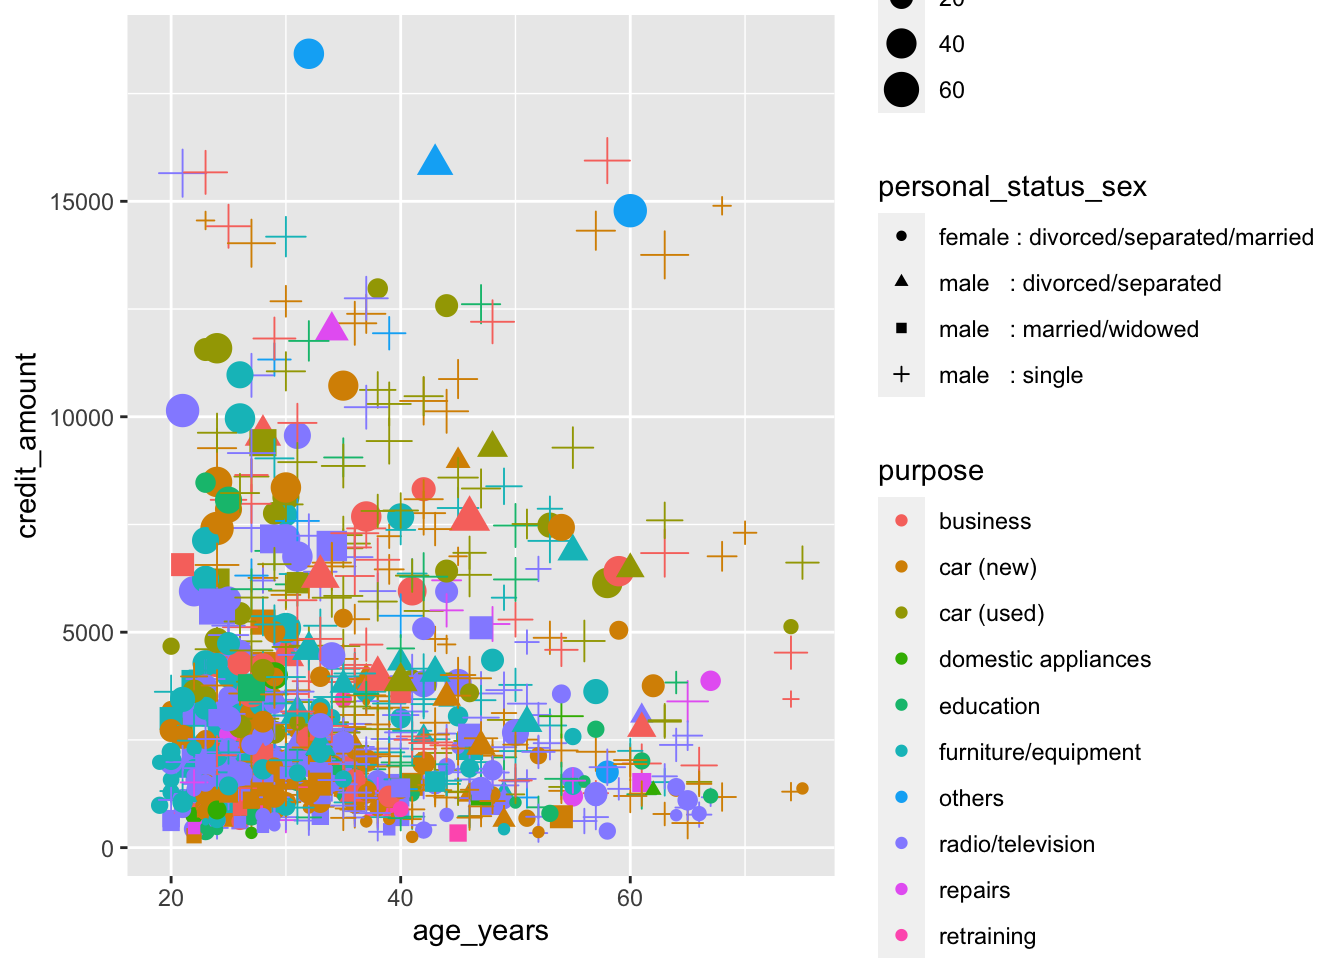 credit_amount
15000
10000
5000
0
20
40
60
age_years
20
40
60
personal_status_sex
female : divorced/separated/married
male   : divorced/separated
male   : married/widowed
male   : single
purpose
business
car (new)
car (used)
domestic appliances
education
furniture/equipment
others
radio/television
repairs
retraining